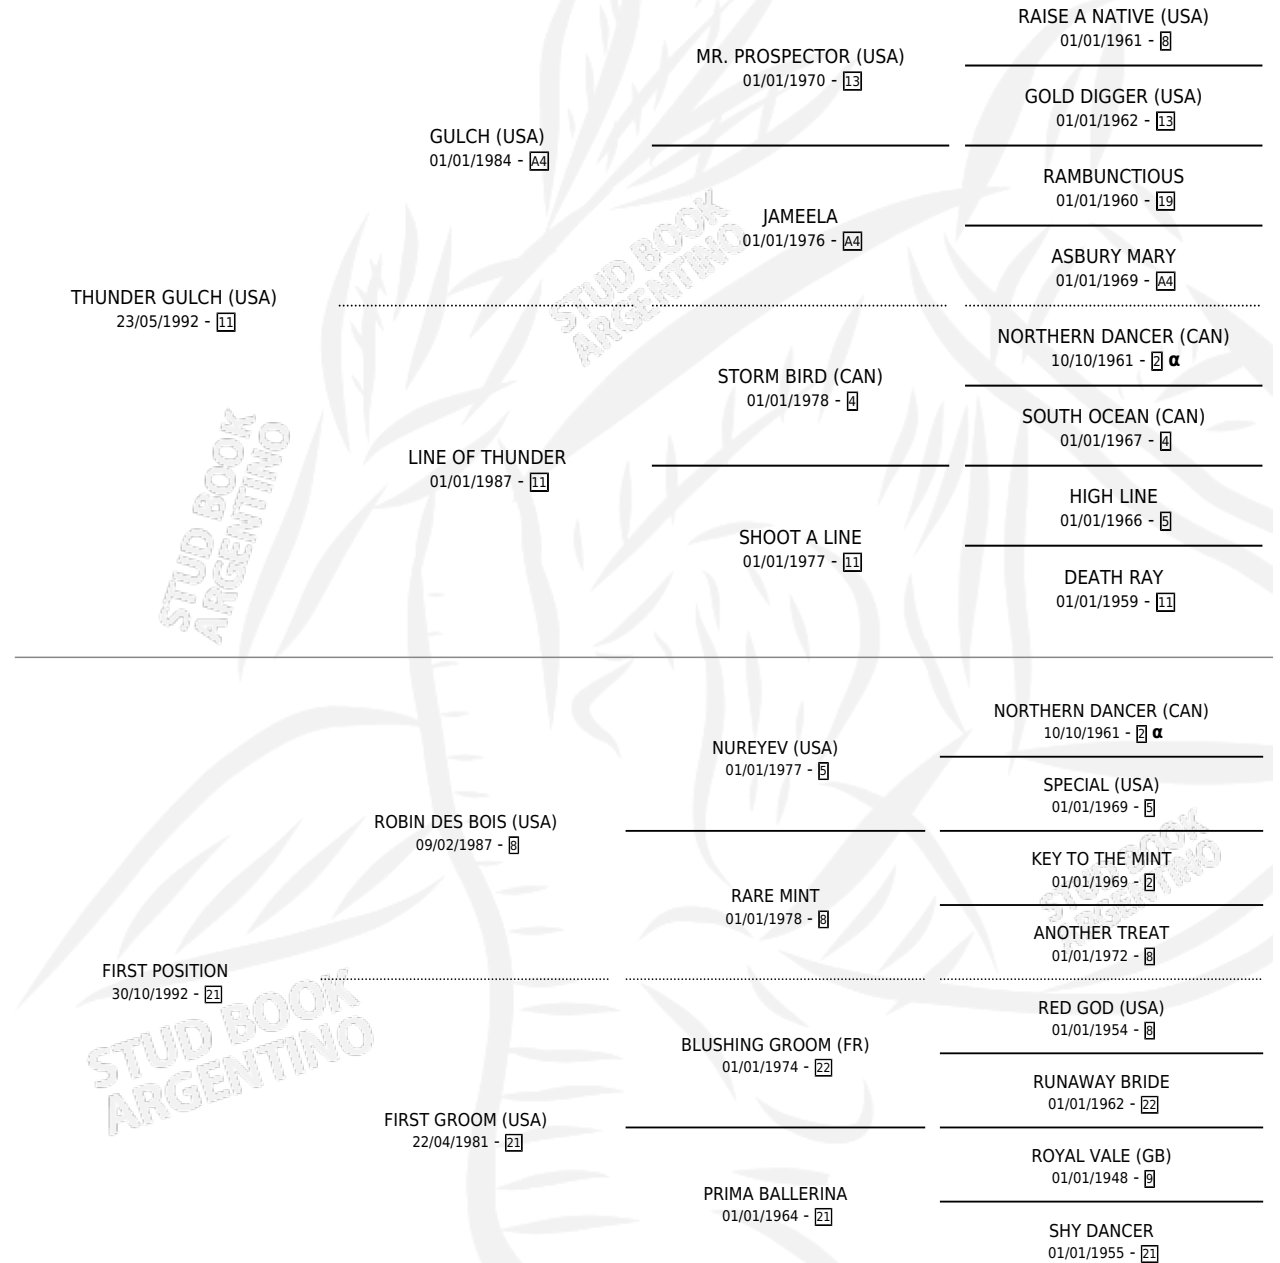 RAISE A NATIVE (USA)
01/01/1961 - 8
MR. PROSPECTOR (USA)
01/01/1970 - 13
GOLD DIGGER (USA)
01/01/1962 - 13
GULCH (USA)
01/01/1984 - A4
RAMBUNCTIOUS
01/01/1960 - 19
JAMEELA
01/01/1976 - A4
ASBURY MARY
01/01/1969 - A4
THUNDER GULCH (USA)
23/05/1992 - 11
NORTHERN DANCER (CAN)
10/10/1961 - 2 α
STORM BIRD (CAN)
01/01/1978 - 4
SOUTH OCEAN (CAN)
01/01/1967 - 4
LINE OF THUNDER
01/01/1987 - 11
HIGH LINE
01/01/1966 - 5
SHOOT A LINE
01/01/1977 - 11
DEATH RAY
01/01/1959 - 11
NORTHERN DANCER (CAN)
10/10/1961 - 2 α
NUREYEV (USA)
01/01/1977 - 5
SPECIAL (USA)
01/01/1969 - 5
ROBIN DES BOIS (USA)
09/02/1987 - 8
KEY TO THE MINT
01/01/1969 - 2
RARE MINT
01/01/1978 - 8
ANOTHER TREAT
01/01/1972 - 8
FIRST POSITION
30/10/1992 - 21
RED GOD (USA)
01/01/1954 - 8
BLUSHING GROOM (FR)
01/01/1974 - 22
RUNAWAY BRIDE
01/01/1962 - 22
FIRST GROOM (USA)
22/04/1981 - 21
ROYAL VALE (GB)
01/01/1948 - 9
PRIMA BALLERINA
01/01/1964 - 21
SHY DANCER
01/01/1955 - 21
STUD BOOK
ARGENTINO
STUD BOOK
ARGENTINO
STUD BOOK
ARGENTINO
STUD BOOK
ARGENTINO